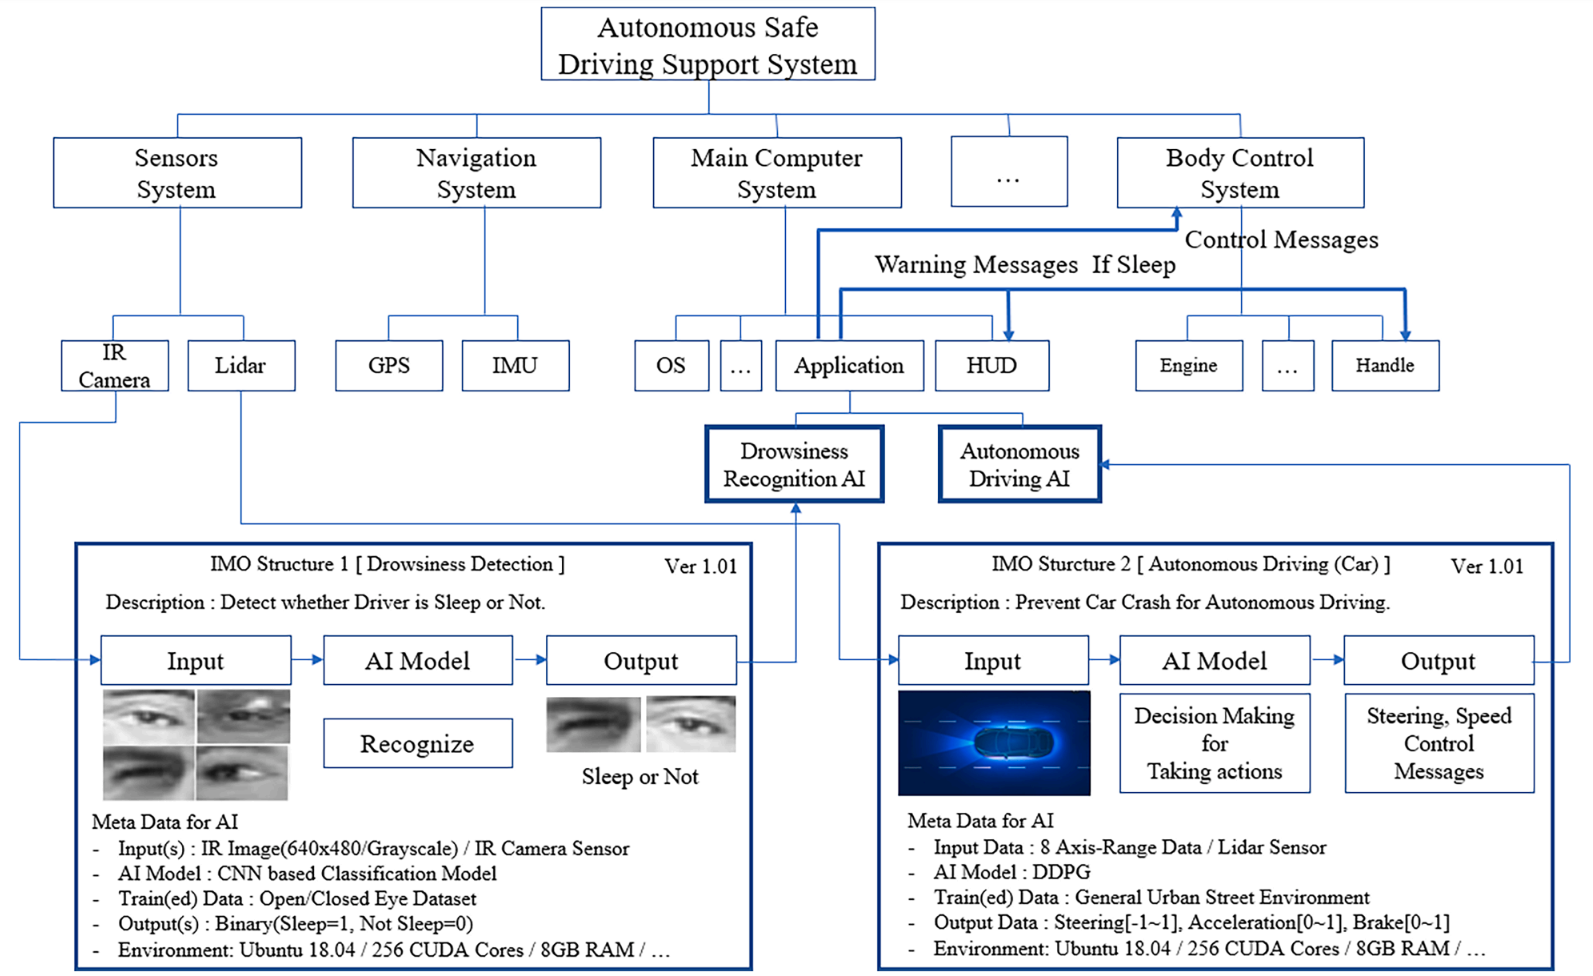 Autonomous Safe
Driving Support System
Sensors
System
Navigation
System
Main Computer
System
…
Body Control
System
Control Messages
Warning Messages  If Sleep
IR
Camera
Lidar
GPS
IMU
OS
…
Application
HUD
Engine
…
Handle
Drowsiness
Recognition AI
Autonomous
Driving AI
IMO Structure 1 [ Drowsiness Detection ]
Ver 1.01
Description : Detect whether Driver is Sleep or Not.
Input
AI Model
Output
Recognize
Sleep or Not
Meta Data for AI
- Input(s) : IR Image(640x480/Grayscale) / IR Camera Sensor
- AI Model : CNN based Classification Model
- Train(ed) Data : Open/Closed Eye Dataset
- Output(s) : Binary(Sleep=1, Not Sleep=0)
- Environment: Ubuntu 18.04 / 256 CUDA Cores / 8GB RAM / …
IMO Sturcture 2 [ Autonomous Driving (Car) ]
Ver 1.01
Description : Prevent Car Crash for Autonomous Driving.
Input
AI Model
Output
Decision Making
for
Taking actions
Steering, Speed
Control
Messages
Meta Data for AI
- Input Data : 8 Axis-Range Data / Lidar Sensor
- AI Model : DDPG
- Train(ed) Data : General Urban Street Environment
- Output Data : Steering[-1~1], Acceleration[0~1], Brake[0~1]
- Environment: Ubuntu 18.04 / 256 CUDA Cores / 8GB RAM / …